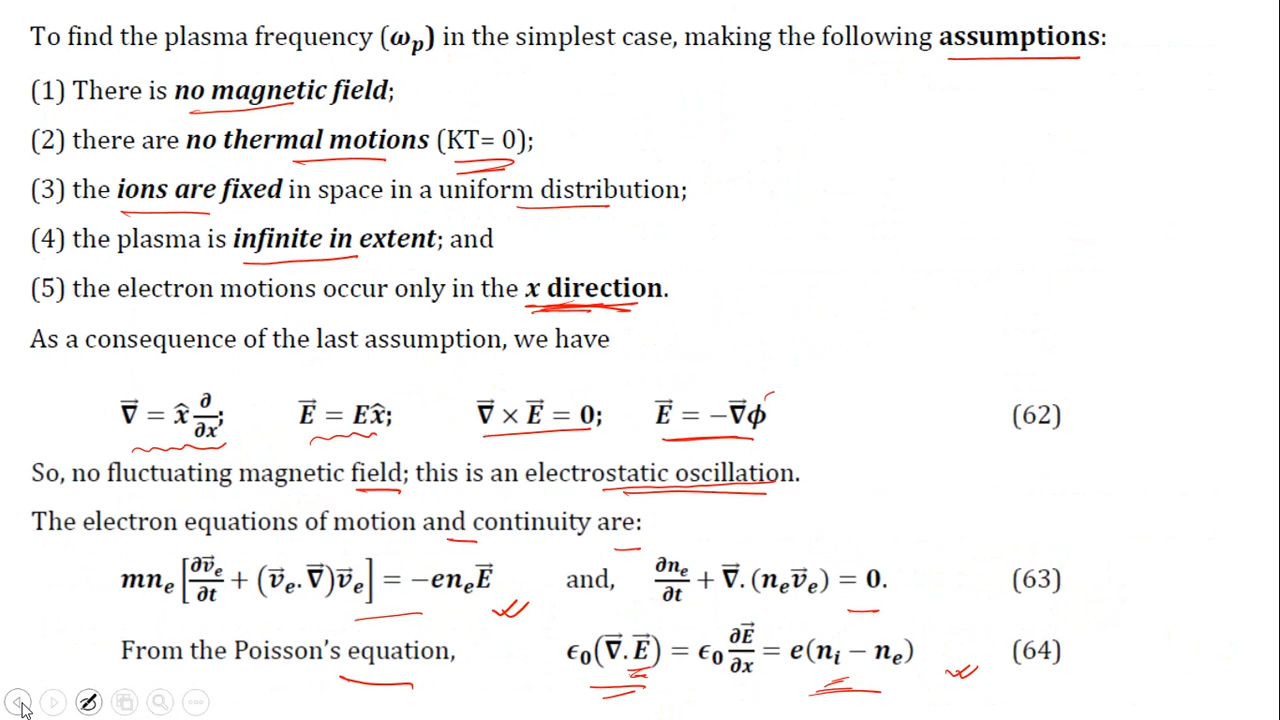 To find the plasma frequency (ωₚ) in the simplest case, making the following assumptions:
(1) There is no magnetic field;
(2) there are no thermal motions (KT= 0);
(3) the ions are fixed in space in a uniform distribution;
(4) the plasma is infinite in extent; and
(5) the electron motions occur only in the x direction.
As a consequence of the last assumption, we have
∇⃗ = x̂ ∂/∂x; E⃗ = Ex̂; ∇⃗ × E⃗ = 0; E⃗ = −∇⃗ϕ (62)
So, no fluctuating magnetic field; this is an electrostatic oscillation.
The electron equations of motion and continuity are:
mnₑ[∂v⃗ₑ/∂t + (v⃗ₑ.∇⃗)v⃗ₑ] = −enₑE⃗ and, ∂nₑ/∂t + ∇⃗.(nₑv⃗ₑ) = 0. (63)
From the Poisson's equation, ϵ₀(∇⃗.E⃗) = ϵ₀ ∂E⃗/∂x = e(nᵢ − nₑ) (64)